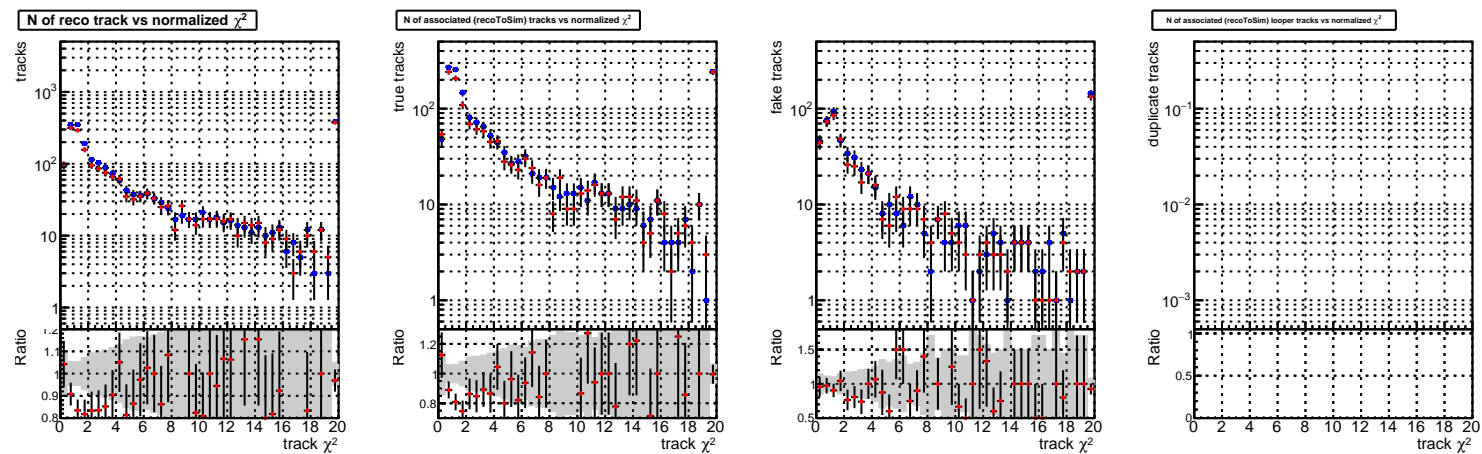 N of reco track vs normalized χ²
tracks
10³
10²
10
1
Ratio
1.2
1.1
1.0
0.9
0.8
0 2 4 6 8 10 12 14 16 18 20
track χ²
N of associated (recoToSim) tracks vs normalized χ²
true tracks
10²
10
1
Ratio
1.2
1.0
0.8
0 2 4 6 8 10 12 14 16 18 20
track χ²
fake tracks
10²
10
1
Ratio
1.5
1.0
0.5
0 2 4 6 8 10 12 14 16 18 20
track χ²
N of associated (recoToSim) looper tracks vs normalized χ²
duplicate tracks
10⁻¹
10⁻²
10⁻³
Ratio
1
0.5
0
0 2 4 6 8 10 12 14 16 18 20
track χ²